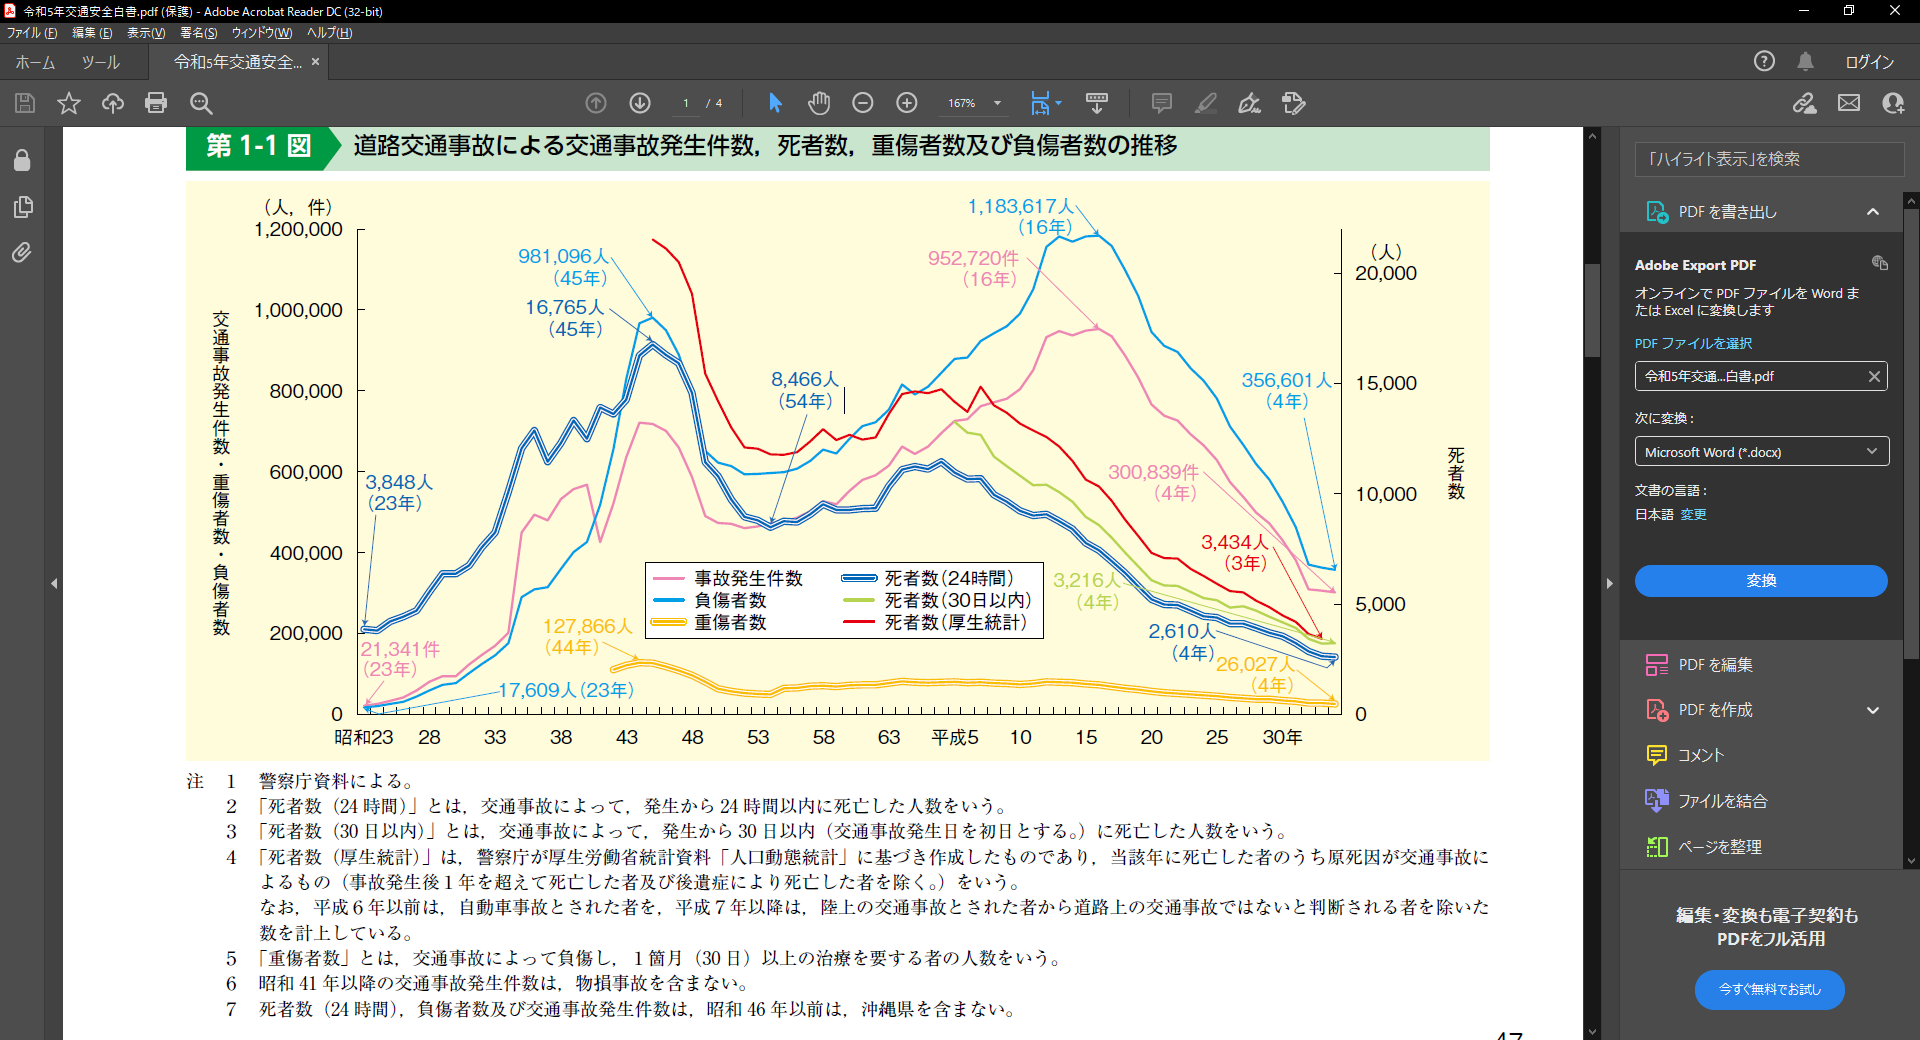 令和5年交通安全白書.pdf (保護) - Adobe Acrobat Reader DC (32-bit)
ファイル(F) 編集(E) 表示(V) 署名(S) ウィンドウ(W) ヘルプ(H)
ホーム ツール 令和5年交通安全... × ログイン
1 / 4 167%
第 1-1 図 道路交通事故による交通事故発生件数,死者数,重傷者数及び負傷者数の推移
(人,件)
1,200,000
1,000,000
800,000
600,000
400,000
200,000
0
交通事故発生件数・重傷者数・負傷者数
(人)
20,000
15,000
10,000
5,000
0
死者数
981,096人
(45年)
16,765人
(45年)
8,466人
(54年)
1,183,617人
(16年)
952,720件
(16年)
356,601人
(4年)
3,848人
(23年)
300,839件
(4年)
3,434人
(3年)
3,216人
(4年)
2,610人
(4年)
26,027人
(4年)
127,866人
(44年)
21,341件
(23年)
17,609人(23年)
事故発生件数 死者数(24時間)
負傷者数 死者数(30日以内)
重傷者数 死者数(厚生統計)
昭和23 28 33 38 43 48 53 58 63 平成5 10 15 20 25 30年
注 1 警察庁資料による。
2 「死者数(24時間)」とは,交通事故によって,発生から24時間以内に死亡した人数をいう。
3 「死者数(30日以内)」とは,交通事故によって,発生から30日以内(交通事故発生日を初日とする。)に死亡した人数をいう。
4 「死者数(厚生統計)」は,警察庁が厚生労働省統計資料「人口動態統計」に基づき作成したものであり,当該年に死亡した者のうち原死因が交通事故に
よるもの(事故発生後1年を超えて死亡した者及び後遺症により死亡した者を除く。)をいう。
なお,平成6年以前は,自動車事故とされた者を,平成7年以降は,陸上の交通事故とされた者から道路上の交通事故ではないと判断される者を除いた
数を計上している。
5 「重傷者数」とは,交通事故によって負傷し,1箇月(30日)以上の治療を要する者の人数をいう。
6 昭和41年以降の交通事故発生件数は,物損事故を含まない。
7 死者数(24時間),負傷者数及び交通事故発生件数は,昭和46年以前は,沖縄県を含まない。
「ハイライト表示」を検索
PDF を書き出し
Adobe Export PDF
オンラインで PDF ファイルを Word ま
たは Excel に変換します
PDF ファイルを選択
令和5年交通...白書.pdf
次に変換 :
Microsoft Word (*.docx)
文書の言語 :
日本語 変更
変換
PDF を編集
PDF を作成
コメント
ファイルを結合
ページを整理
編集・変換も電子契約も
PDFをフル活用
今すぐ無料でお試し